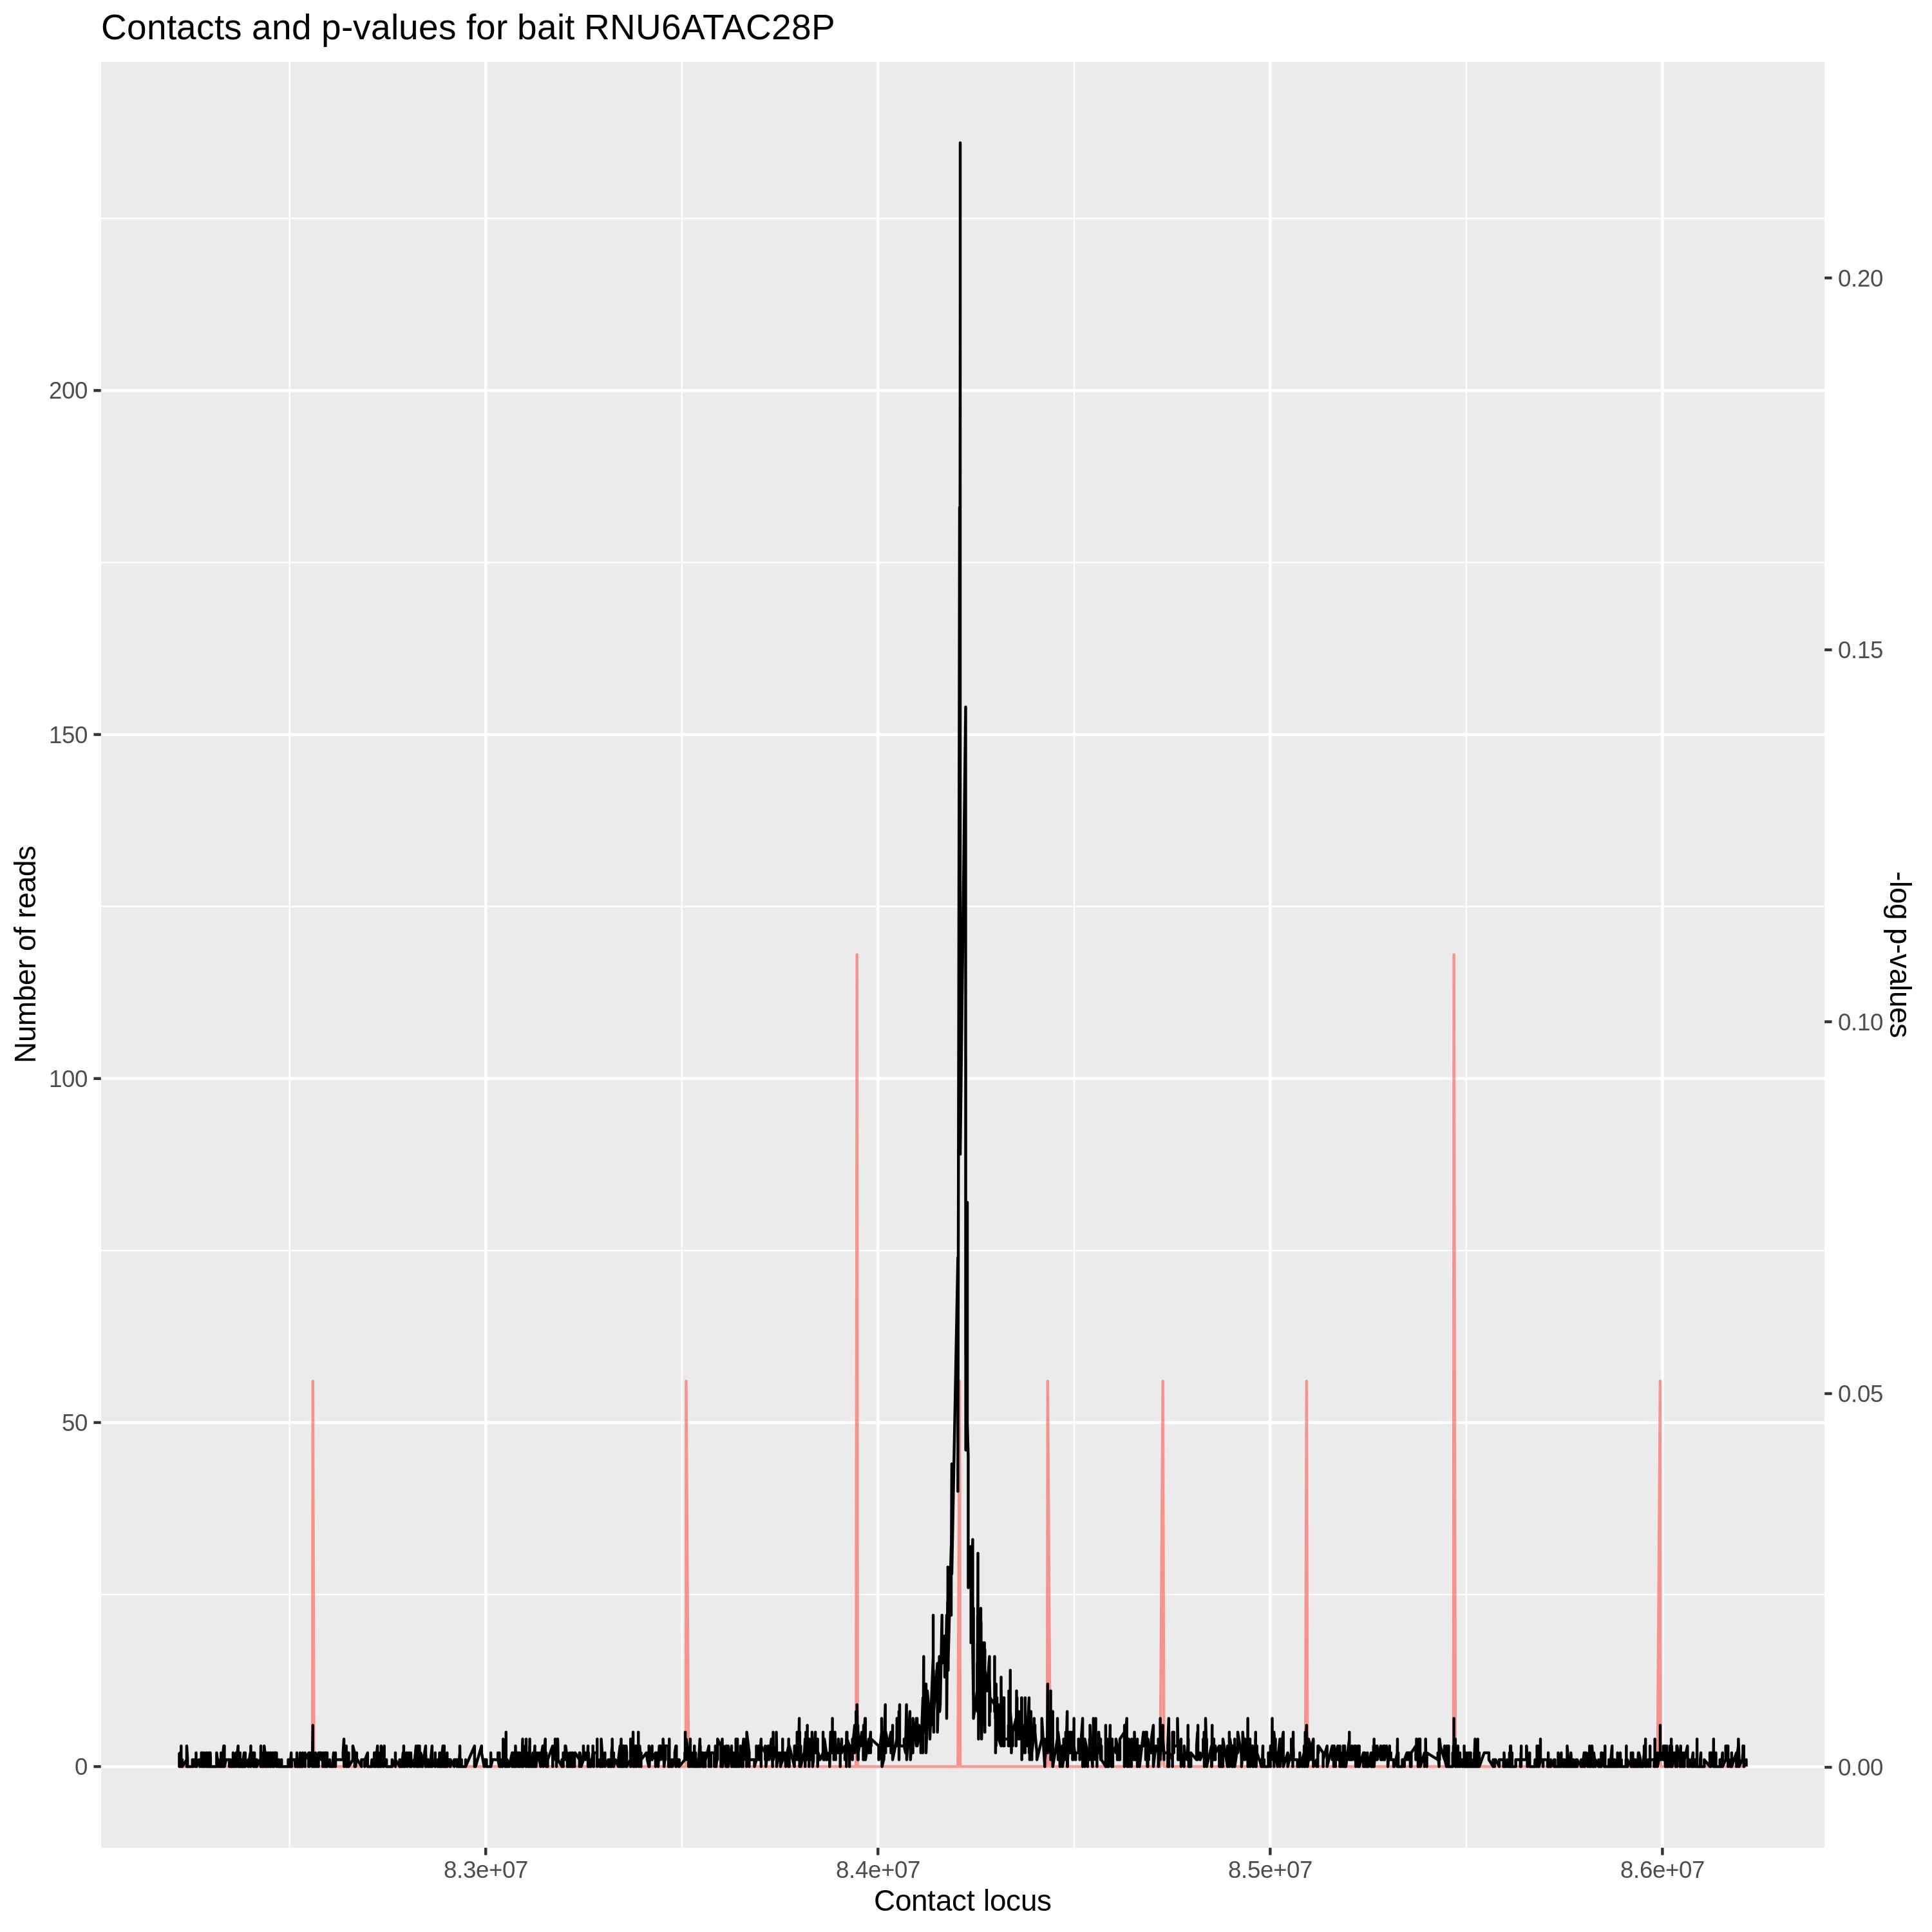 Contacts and p-values for bait RNU6ATAC28P
Number of reads
200
150
100
50
0
0.20
0.15
0.10
0.05
0.00
-log p-values
8.3e+07
8.4e+07
8.5e+07
8.6e+07
Contact locus